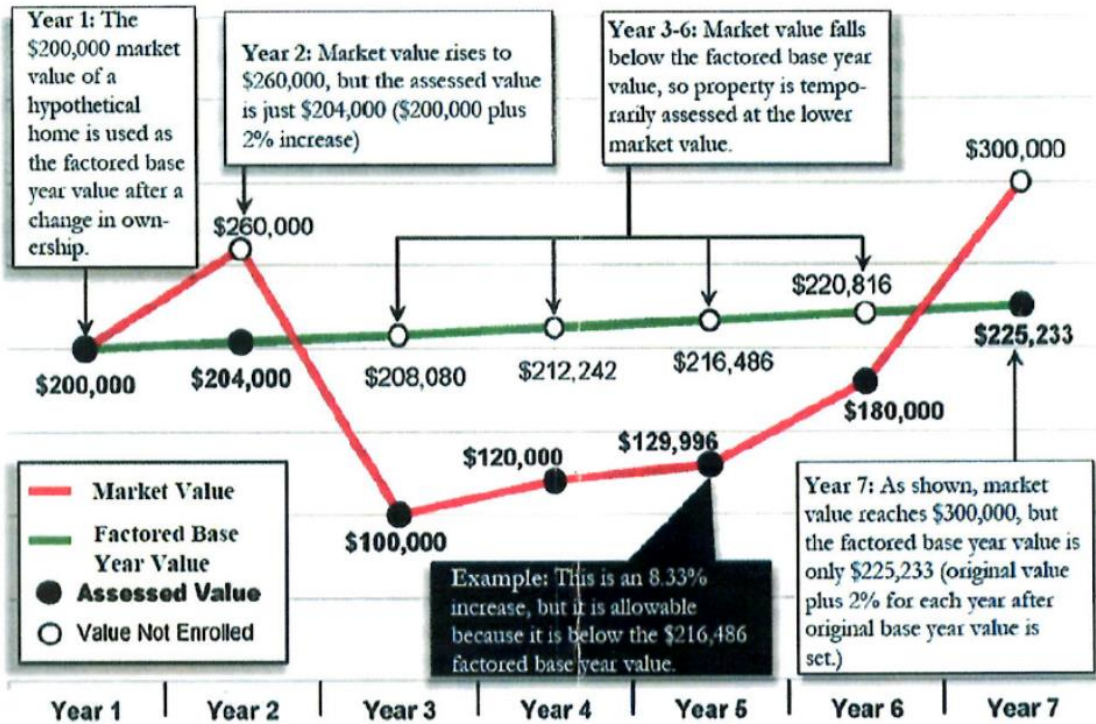 Year 1: The
$200,000 market
value of a
hypothetical
home is used as
the factored base
year value after a
change in own-
ership.
Year 2: Market value rises to
$260,000, but the assessed value
is just $204,000 ($200,000 plus
2% increase)
Year 3-6: Market value falls
below the factored base year
value, so property is tempo-
rarily assessed at the lower
market value.
$300,000
$260,000
$220,816
$200,000
$204,000
$208,080
$212,242
$216,486
$225,233
$180,000
$120,000
$129,996
$100,000
Market Value
Factored Base
Year Value
Assessed Value
Value Not Enrolled
Example: This is an 8.33%
increase, but it is allowable
because it is below the $216,486
factored base year value.
Year 7: As shown, market
value reaches $300,000, but
the factored base year value is
only $225,233 (original value
plus 2% for each year after
original base year value is
set.)
Year 1
Year 2
Year 3
Year 4
Year 5
Year 6
Year 7